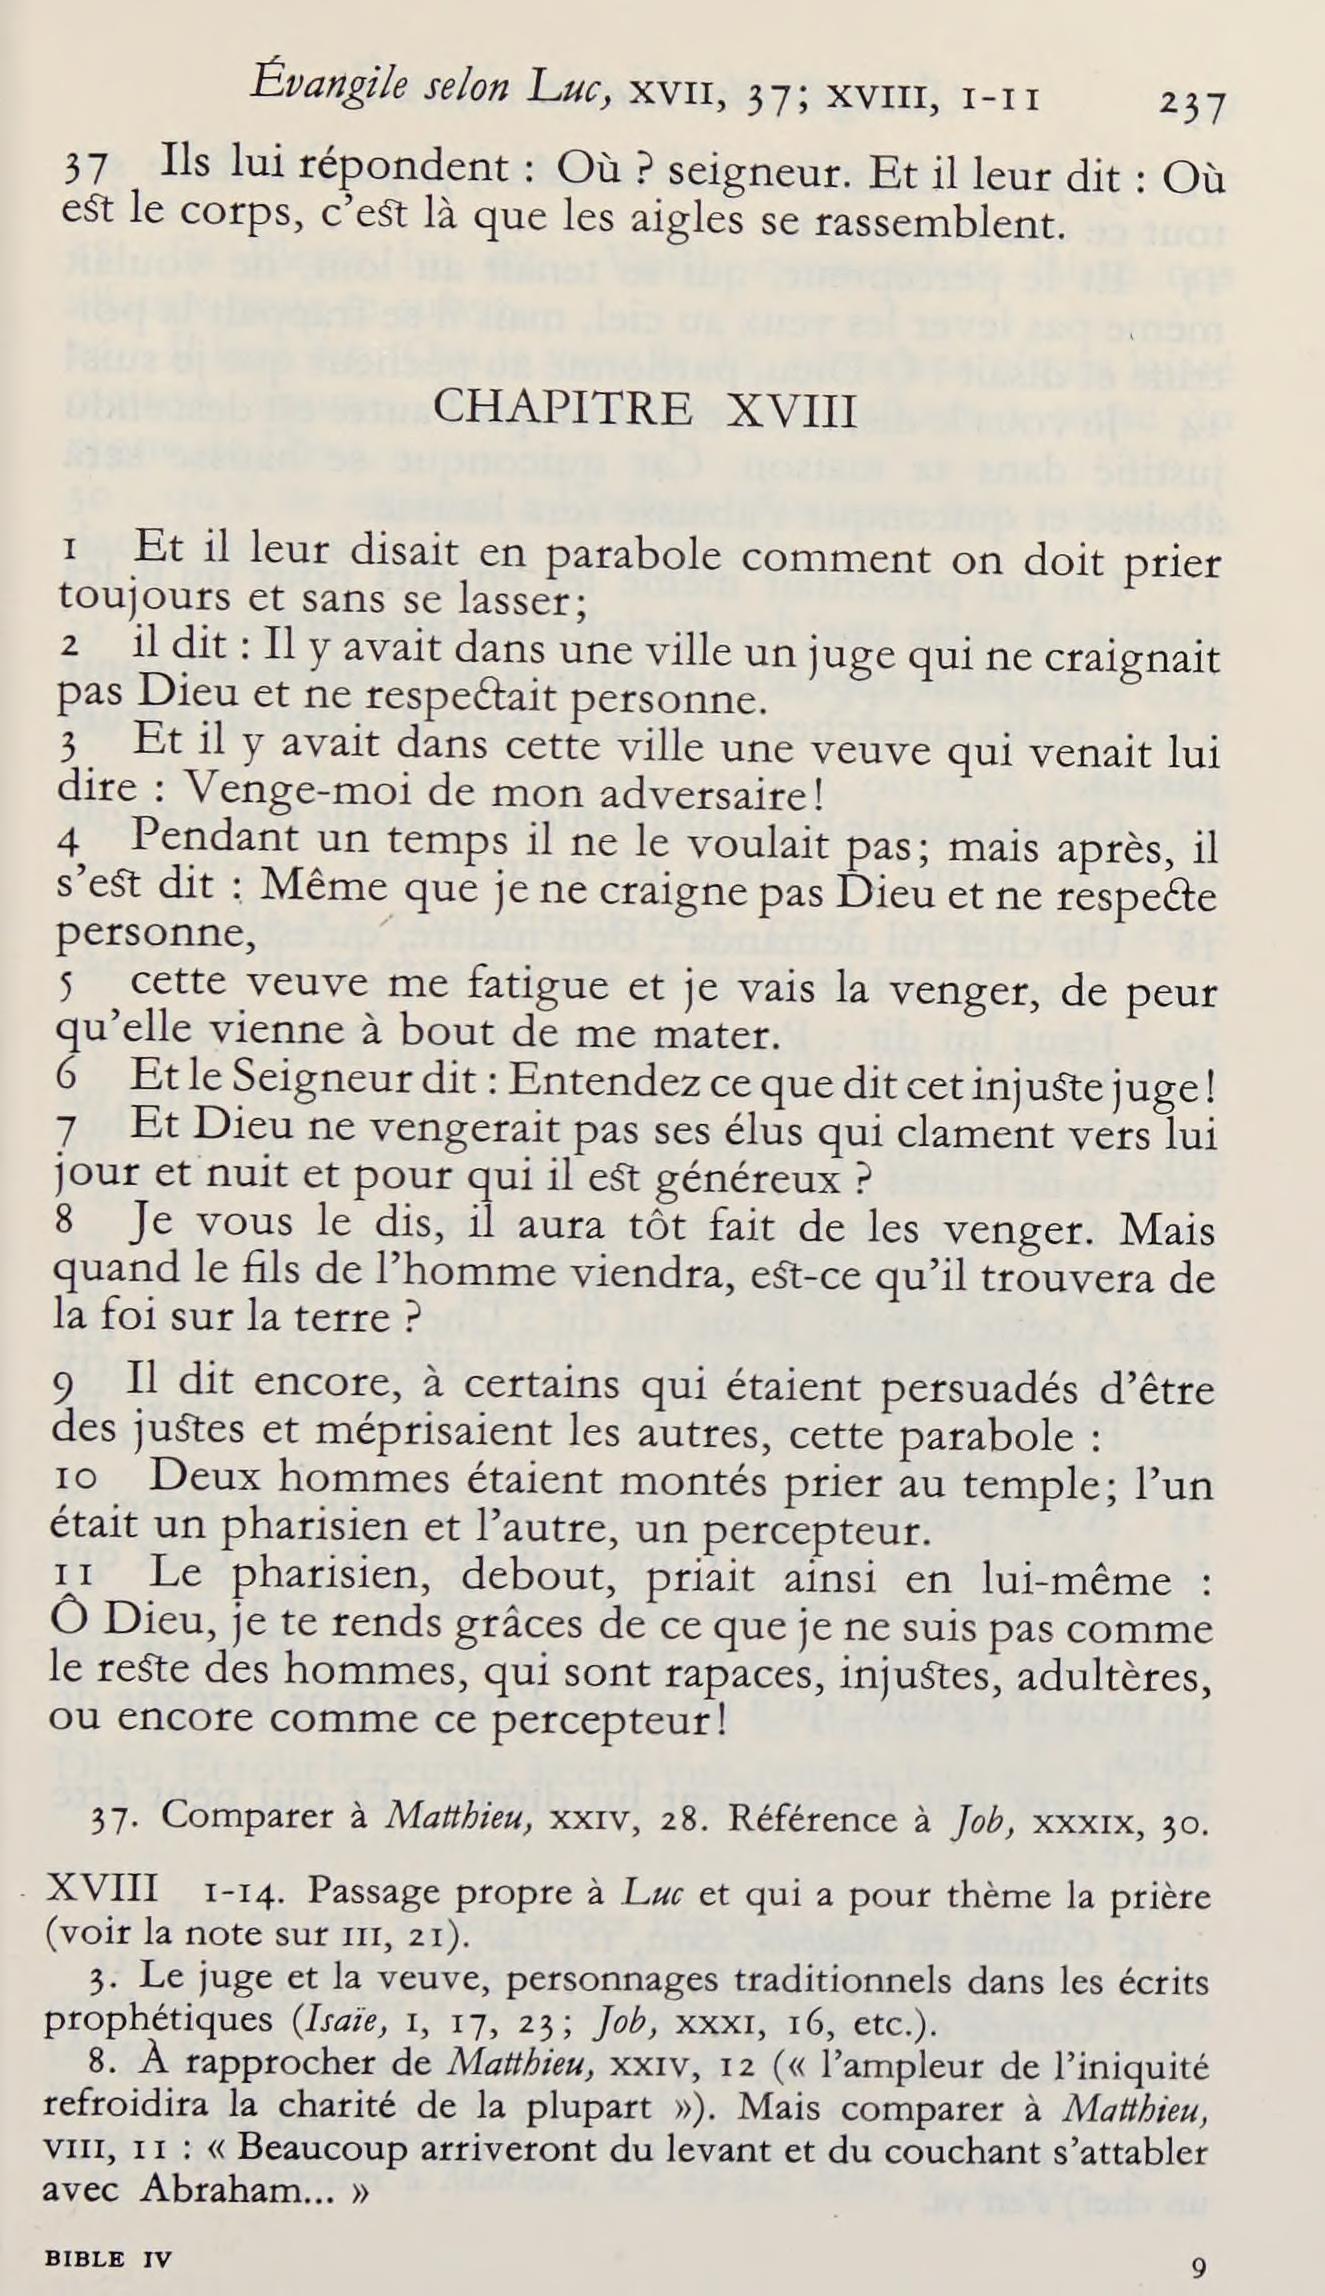 Évangile selon Luc, XVII, 37; XVIII, 1-11 237
37 Ils lui répondent : Où ? seigneur. Et il leur dit : Où
est le corps, c’est là que les aigles se rassemblent.
CHAPITRE XVIII
1 Et il leur disait en parabole comment on doit prier
toujours et sans se lasser;
2 il dit : Il y avait dans une ville un juge qui ne craignait
pas Dieu et ne respectait personne.
3 Et il y avait dans cette ville une veuve qui venait lui
dire : Venge-moi de mon adversaire!
4 Pendant un temps il ne le voulait pas; mais après, il
s’est dit : Même que je ne craigne pas Dieu et ne respecte
personne,
5 cette veuve me fatigue et je vais la venger, de peur
qu’elle vienne à bout de me mater.
6 Et le Seigneur dit : Entendez ce que dit cet injuste juge!
7 Et Dieu ne vengerait pas ses élus qui clament vers lui
jour et nuit et pour qui il est généreux ?
8 Je vous le dis, il aura tôt fait de les venger. Mais
quand le fils de l’homme viendra, est-ce qu’il trouvera de
la foi sur la terre ?
9 Il dit encore, à certains qui étaient persuadés d’être
des justes et méprisaient les autres, cette parabole :
10 Deux hommes étaient montés prier au temple; l’un
était un pharisien et l’autre, un percepteur.
11 Le pharisien, debout, priait ainsi en lui-même :
Ô Dieu, je te rends grâces de ce que je ne suis pas comme
le reste des hommes, qui sont rapaces, injustes, adultères,
ou encore comme ce percepteur!
37. Comparer à Matthieu, XXIV, 28. Référence à Job, XXXIX, 30.
XVIII 1-14. Passage propre à Luc et qui a pour thème la prière
(voir la note sur III, 21).
3. Le juge et la veuve, personnages traditionnels dans les écrits
prophétiques (Isaïe, I, 17, 23; Job, XXXI, 16, etc.).
8. À rapprocher de Matthieu, XXIV, 12 (« l’ampleur de l’iniquité
refroidira la charité de la plupart »). Mais comparer à Matthieu,
VIII, 11 : « Beaucoup arriveront du levant et du couchant s’attabler
avec Abraham... »
BIBLE IV 9